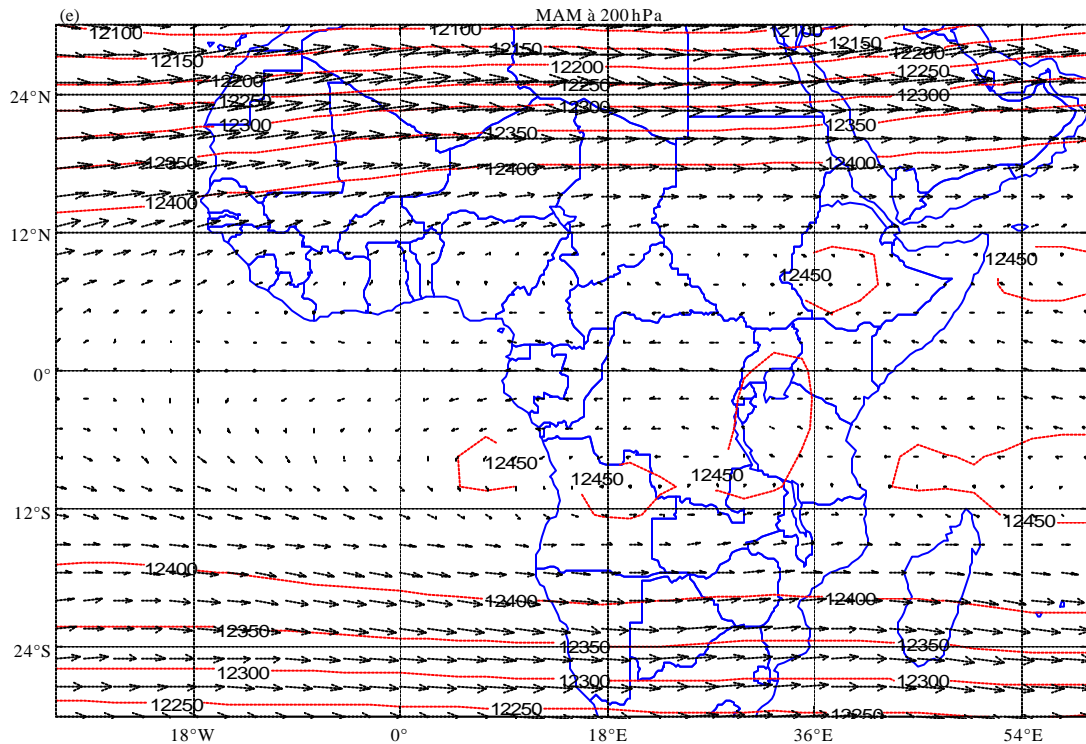 (e) MAM à 200 hPa
12100 12100
12150 12150
12200 12200 12200
12250 12250 12250
24°N
12300 12300 12300
12350 12350 12350
12400 12400 12400
12°N
12450 12450
0°
12450 12450 12450
12°S
12450
12400 12400 12400
12350 12350 12350
24°S
12300 12300 12300
12250 12250 12250
18°W 0° 18°E 36°E 54°E